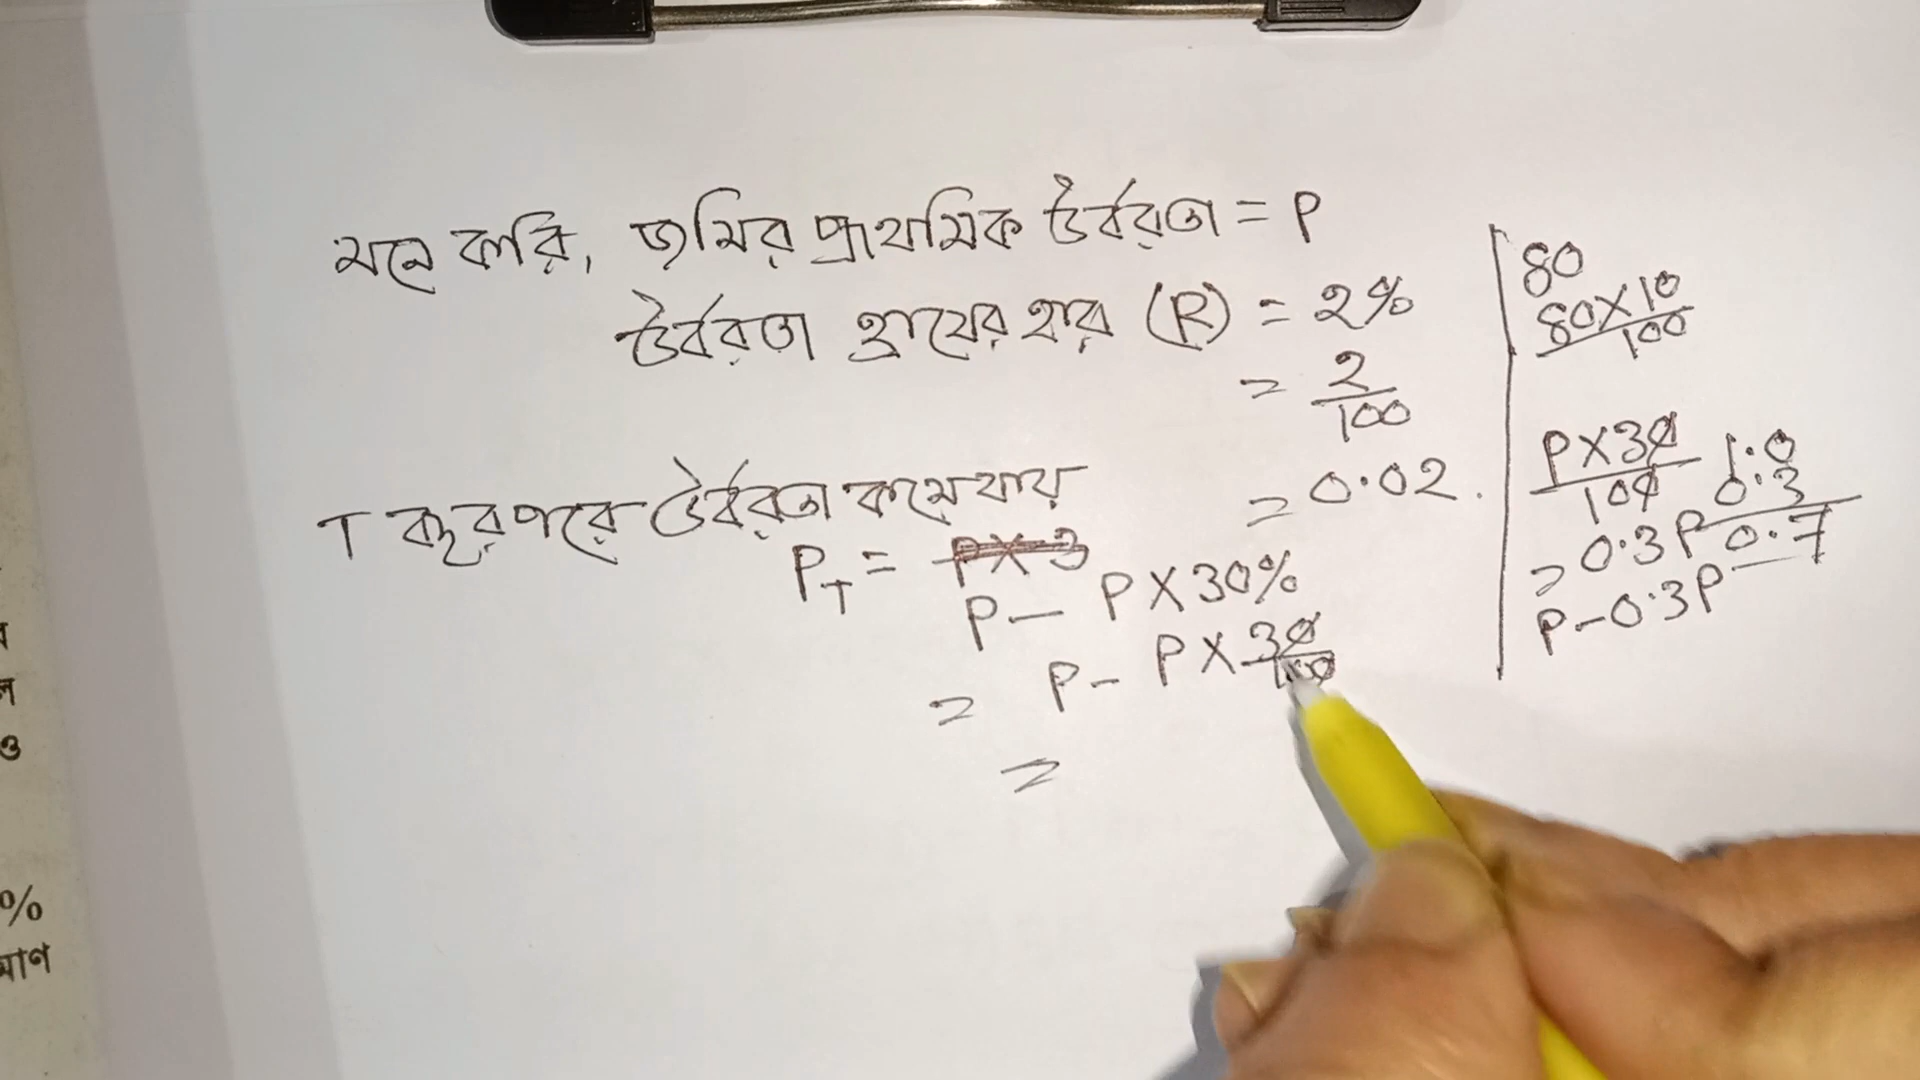 মনে করি, জমির প্রাথমিক উর্বরতা = P
উর্বরতা হ্রাসের হার (R) = 2%
= 2/100
= 0.02.
T বছর পরে উর্বরতা কমে যায়
P_T = P × 3
P − P × 30%
= P − P × 30/100
=
80
80×10/100
P×30/100
1.0
0.3
0.7
= 0.3P
P − 0.3P
ও
%
মাণ